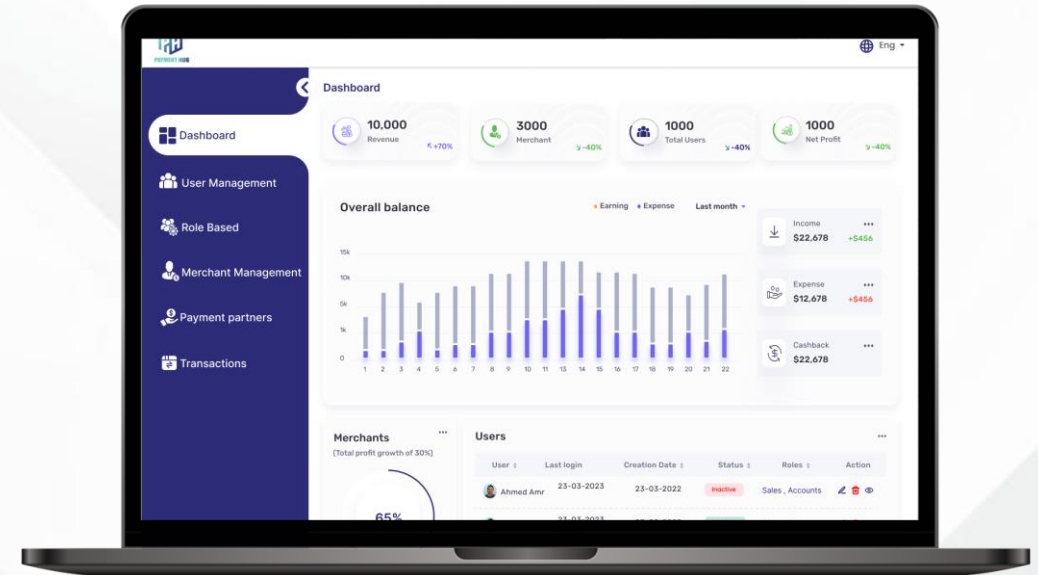 PAYMENT HUB
Eng
Dashboard
Dashboard
User Management
Role Based
Merchant Management
Payment partners
Transactions
10,000
Revenue
+70%
3000
Merchant
-40%
1000
Total Users
-40%
1000
Net Profit
-40%
Overall balance
Earning Expense Last month
15k
10k
5k
1k
0
1 2 3 4 5 6 7 8 9 10 11 13 14 15 16 17 18 19 20 21 22
Income
$22,678 +$456
Expense
$12,678 +$456
Cashback
$22,678
Merchants
(Total profit growth of 30%)
65%
Users
User Last login Creation Date Status Roles Action
Ahmed Amr 23-03-2023 23-03-2022 Inactive Sales , Accounts
23-03-2023